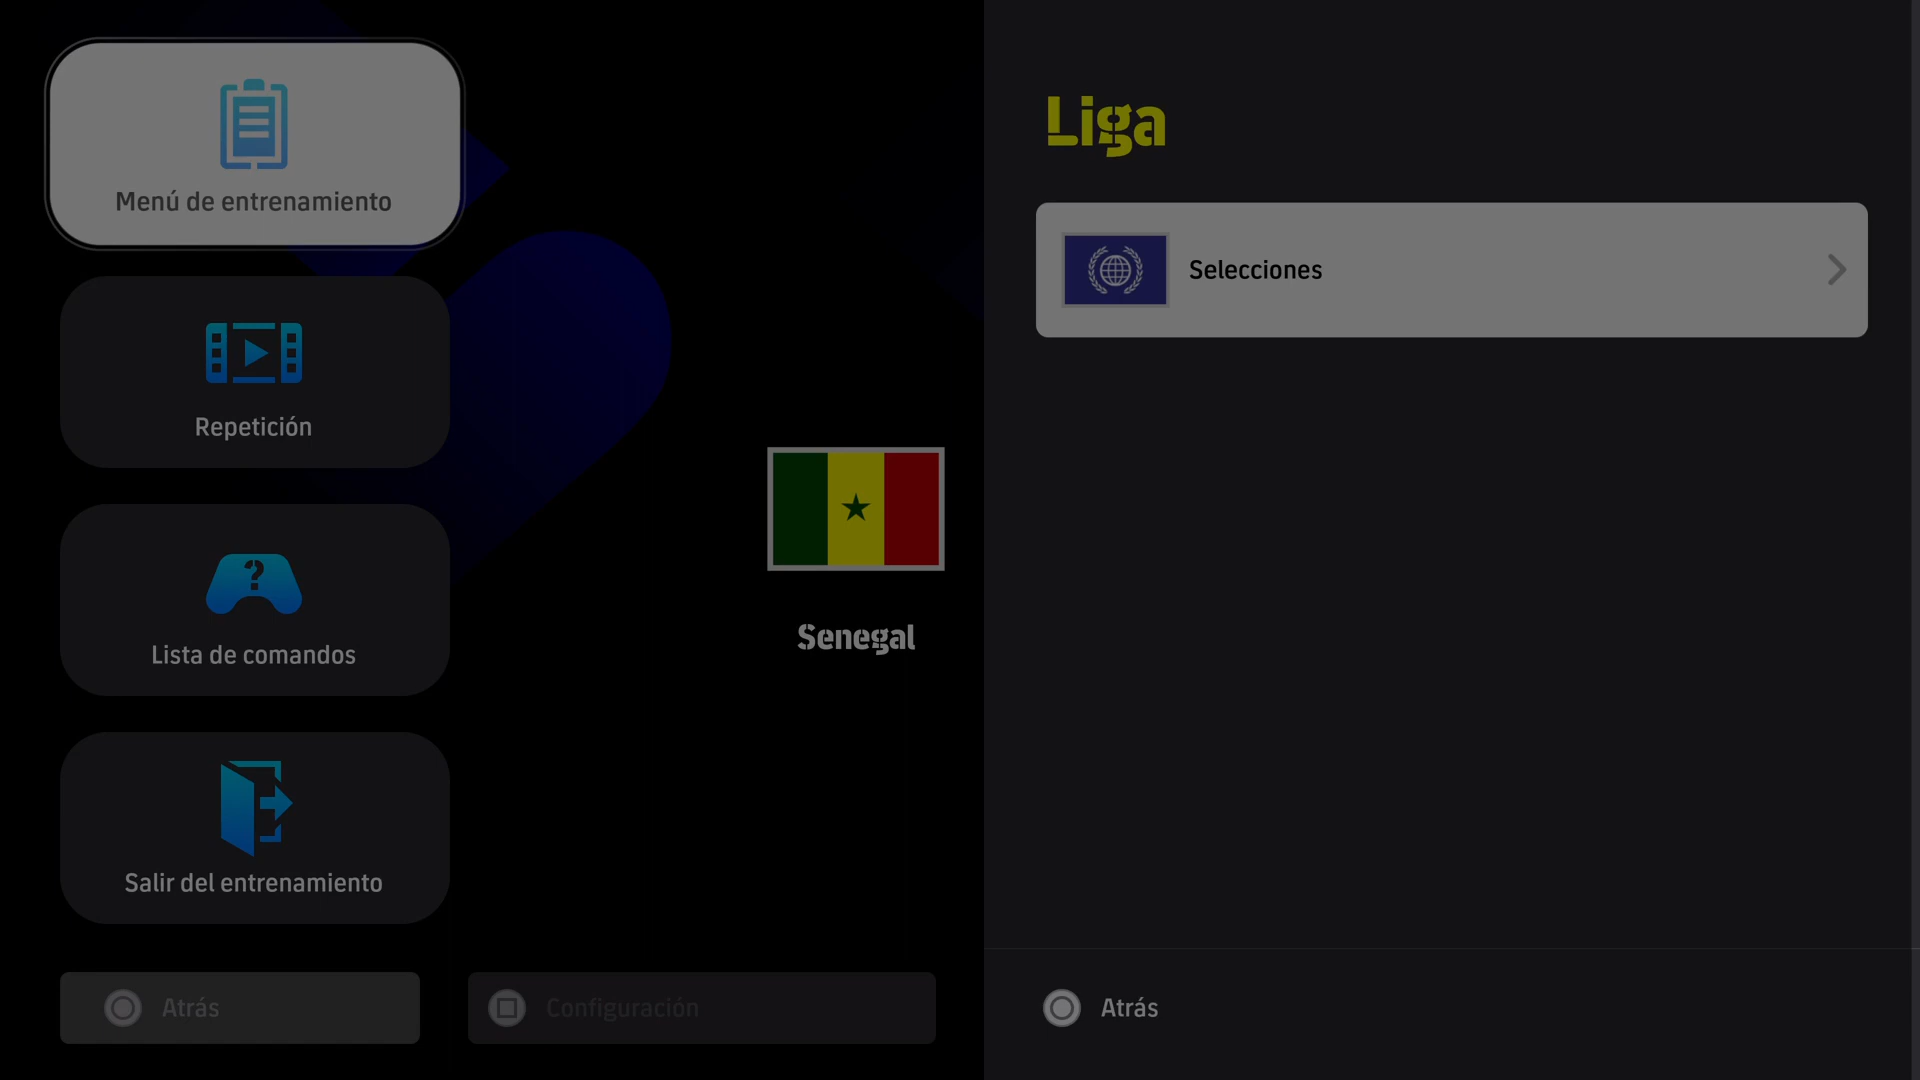 Menú de entrenamiento
Repetición
Lista de comandos
Salir del entrenamiento
Atrás
Configuración
Senegal
Liga
Selecciones
Atrás